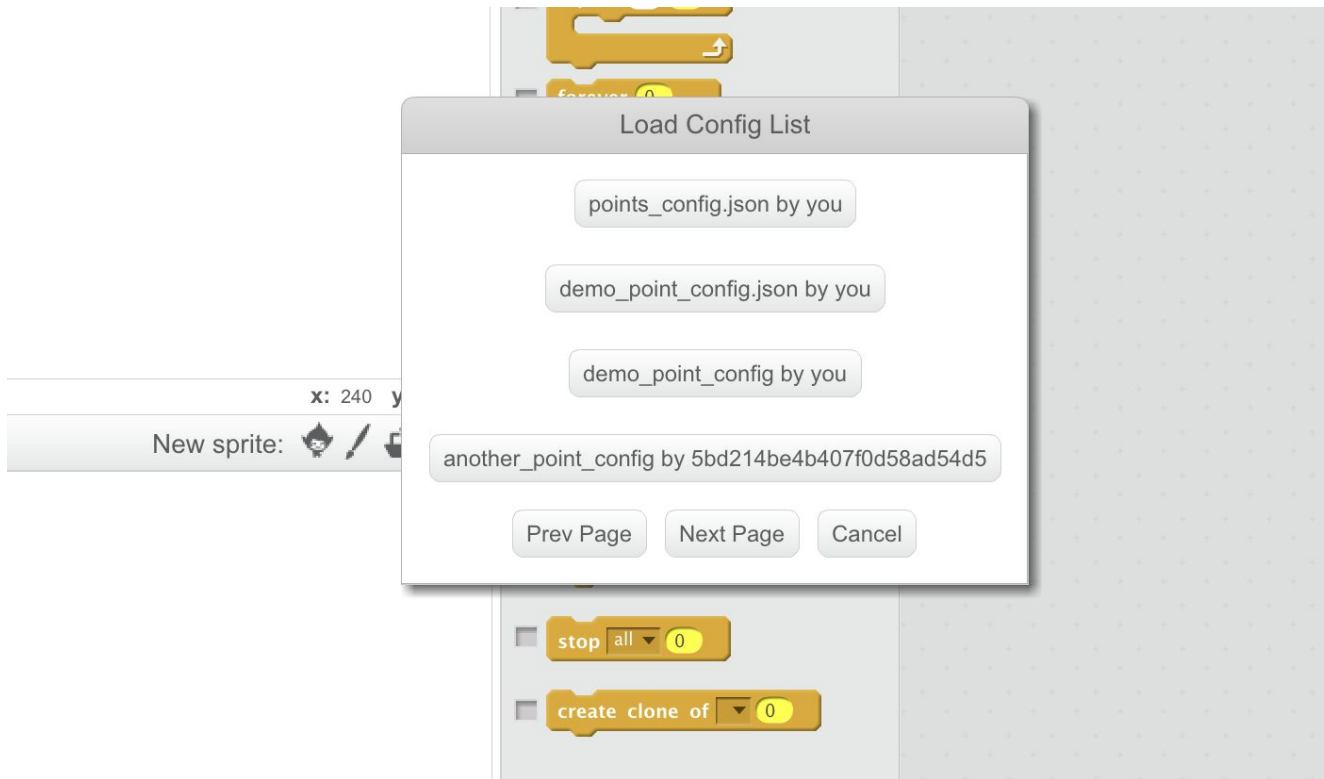 forever 0
Load Config List
points_config.json by you
demo_point_config.json by you
demo_point_config by you
x: 240 y
New sprite:
another_point_config by 5bd214be4b407f0d58ad54d5
Prev Page Next Page Cancel
stop all 0
create clone of 0